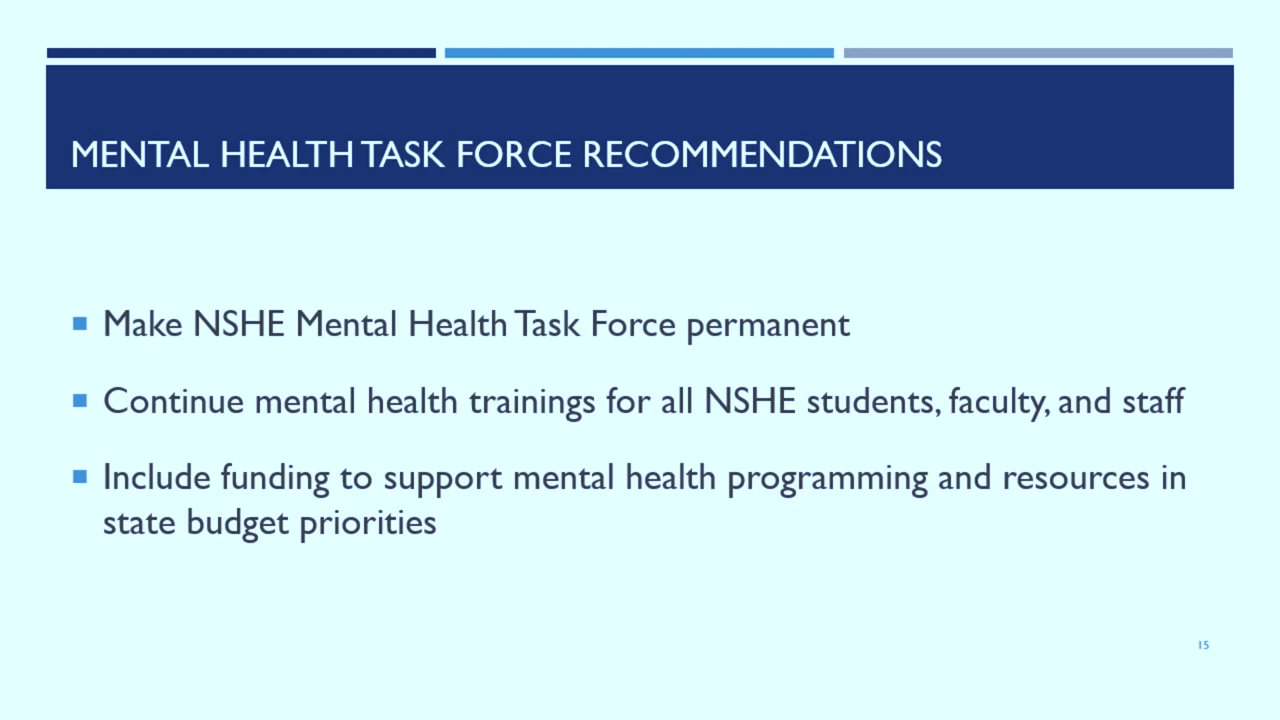 MENTAL HEALTH TASK FORCE RECOMMENDATIONS
Make NSHE Mental Health Task Force permanent
Continue mental health trainings for all NSHE students, faculty, and staff
Include funding to support mental health programming and resources in
state budget priorities
15